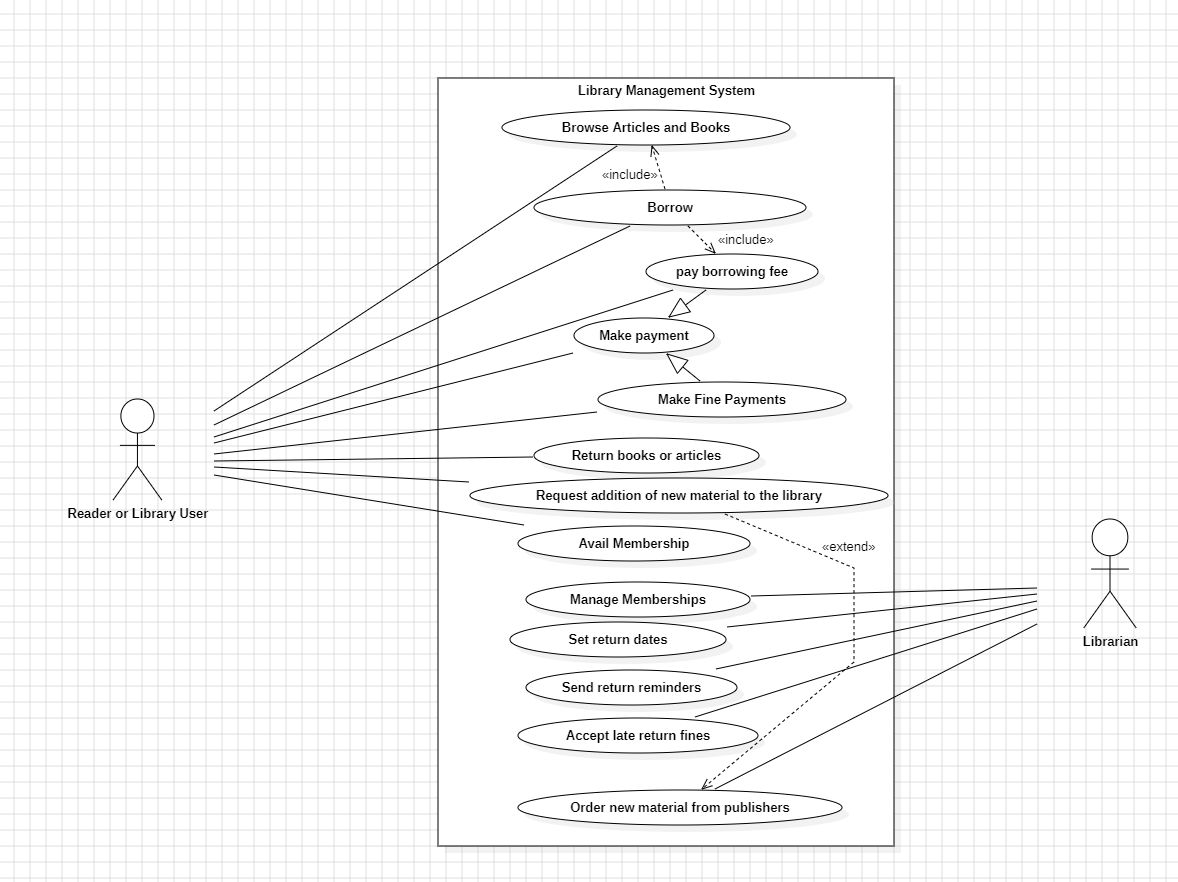 Library Management System
Browse Articles and Books
«include»
Borrow
«include»
pay borrowing fee
Make payment
Make Fine Payments
Return books or articles
Request addition of new material to the library
Reader or Library User
Avail Membership
«extend»
Manage Memberships
Set return dates
Librarian
Send return reminders
Accept late return fines
Order new material from publishers